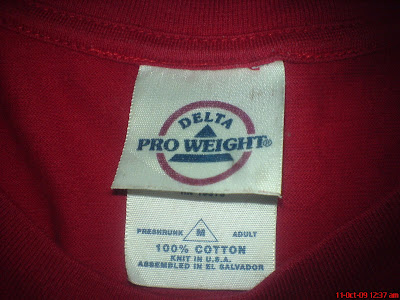 DELTA
PRO WEIGHT®
PRESHRUNK M ADULT
100% COTTON
KNIT IN U.S.A.
ASSEMBLED IN EL SALVADOR
11-Oct-09 12:37 am